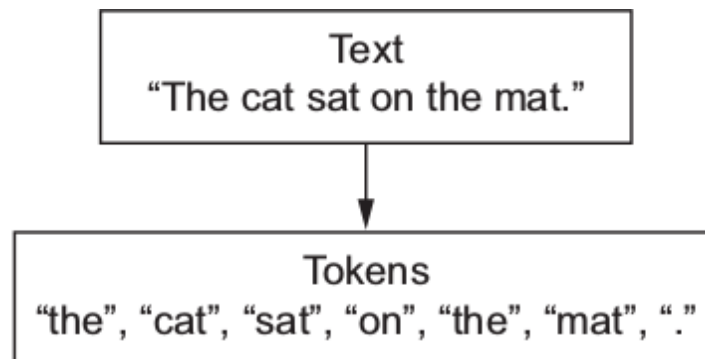 Text
“The cat sat on the mat.”
Tokens
“the”, “cat”, “sat”, “on”, “the”, “mat”, “.”